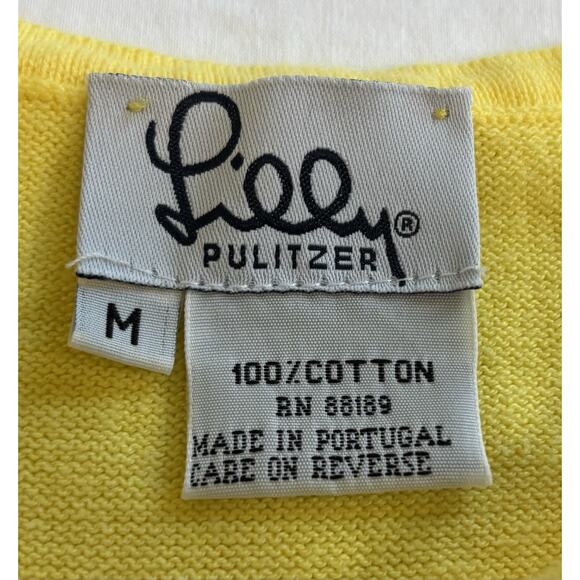 Lilly®
PULITZER
M
100%COTTON
RN 88189
MADE IN PORTUGAL
CARE ON REVERSE